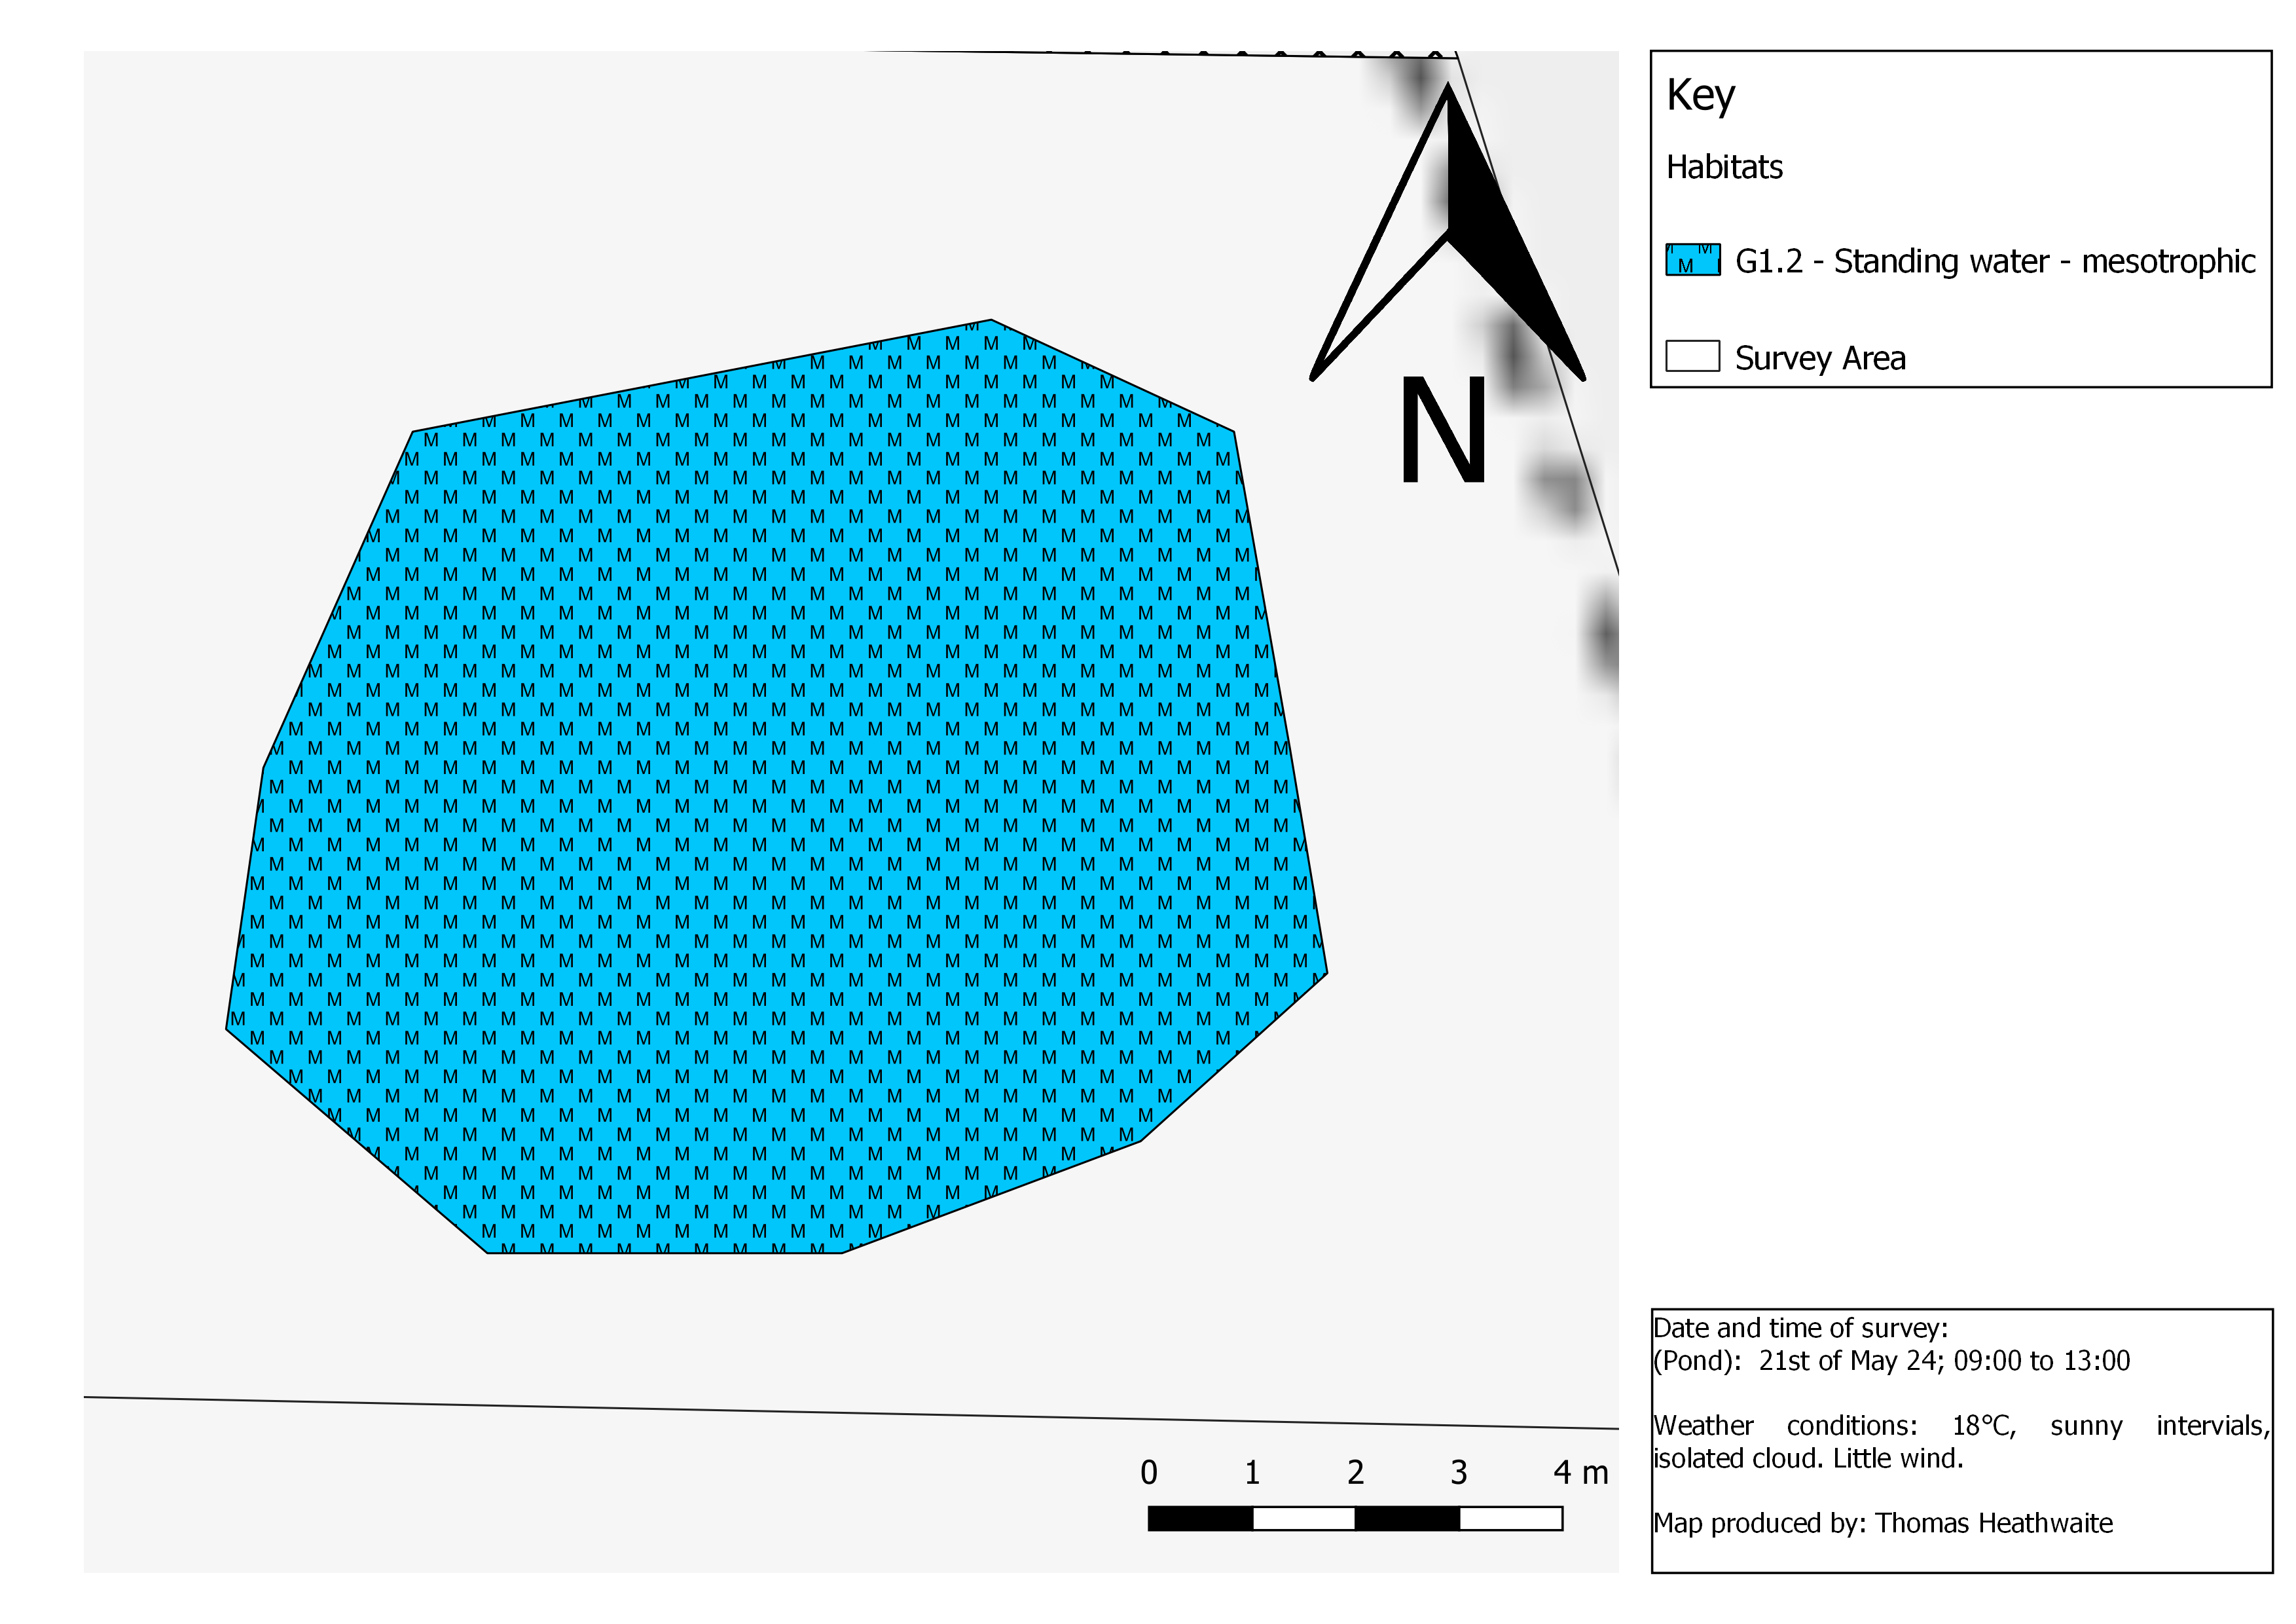 Key
Habitats
M M G1.2 - Standing water - mesotrophic
Survey Area
N
0 1 2 3 4 m
Date and time of survey:
(Pond): 21st of May 24; 09:00 to 13:00
Weather conditions: 18°C, sunny intervials,
isolated cloud. Little wind.
Map produced by: Thomas Heathwaite